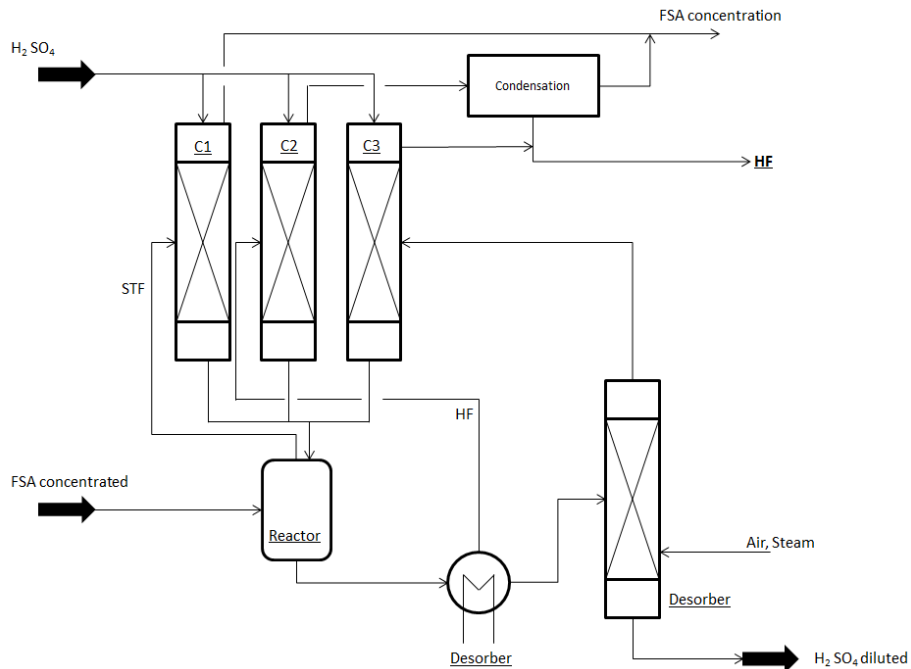 FSA concentration
H₂ SO₄
Condensation
C1
C2
C3
HF
STF
HF
FSA concentrated
Reactor
Air, Steam
Desorber
Desorber
H₂ SO₄ diluted